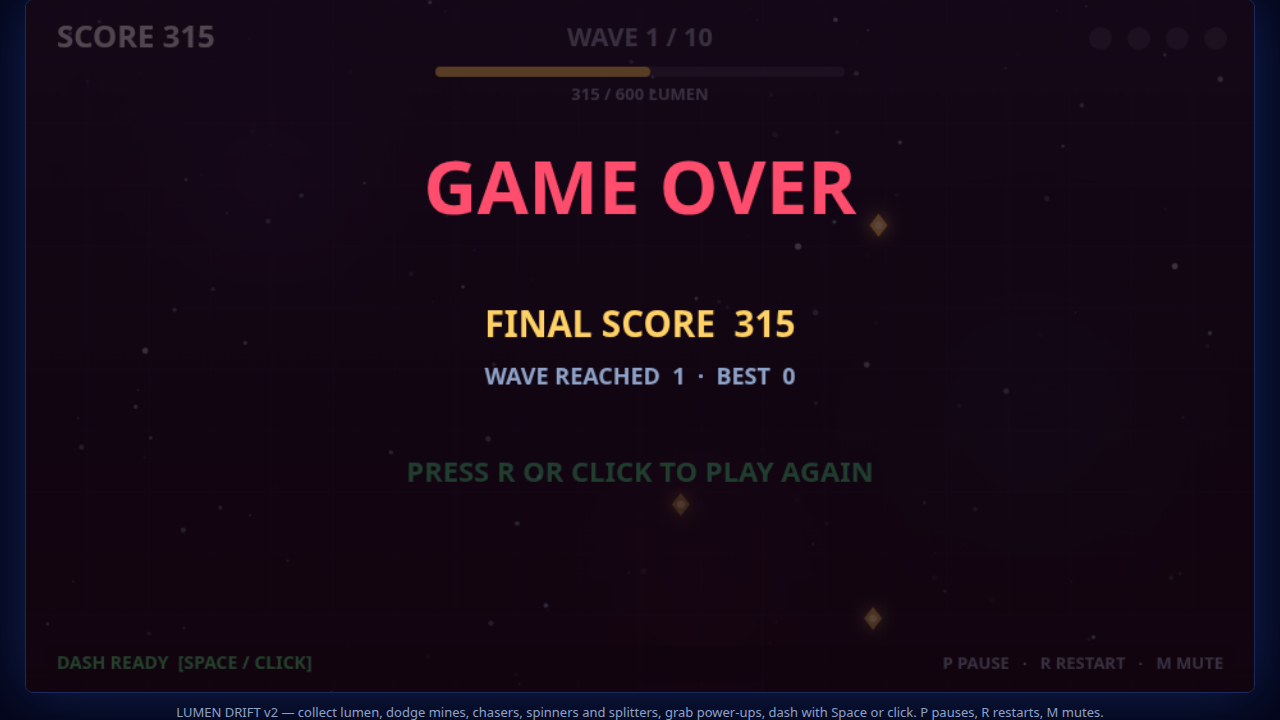 SCORE 315
WAVE 1 / 10
315 / 600 LUMEN
GAME OVER
FINAL SCORE 315
WAVE REACHED 1 · BEST 0
PRESS R OR CLICK TO PLAY AGAIN
DASH READY [SPACE / CLICK]
P PAUSE · R RESTART · M MUTE
LUMEN DRIFT v2 — collect lumen, dodge mines, chasers, spinners and splitters, grab power-ups, dash with Space or click. P pauses, R restarts, M mutes.